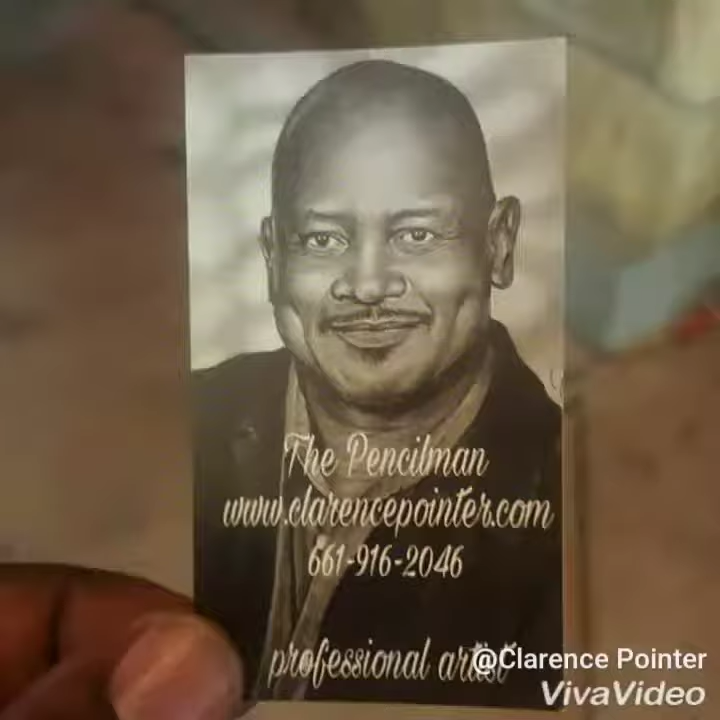 The Pencilman
www.clarencepointer.com
661-916-2046
professional artist
@Clarence Pointer
VivaVideo